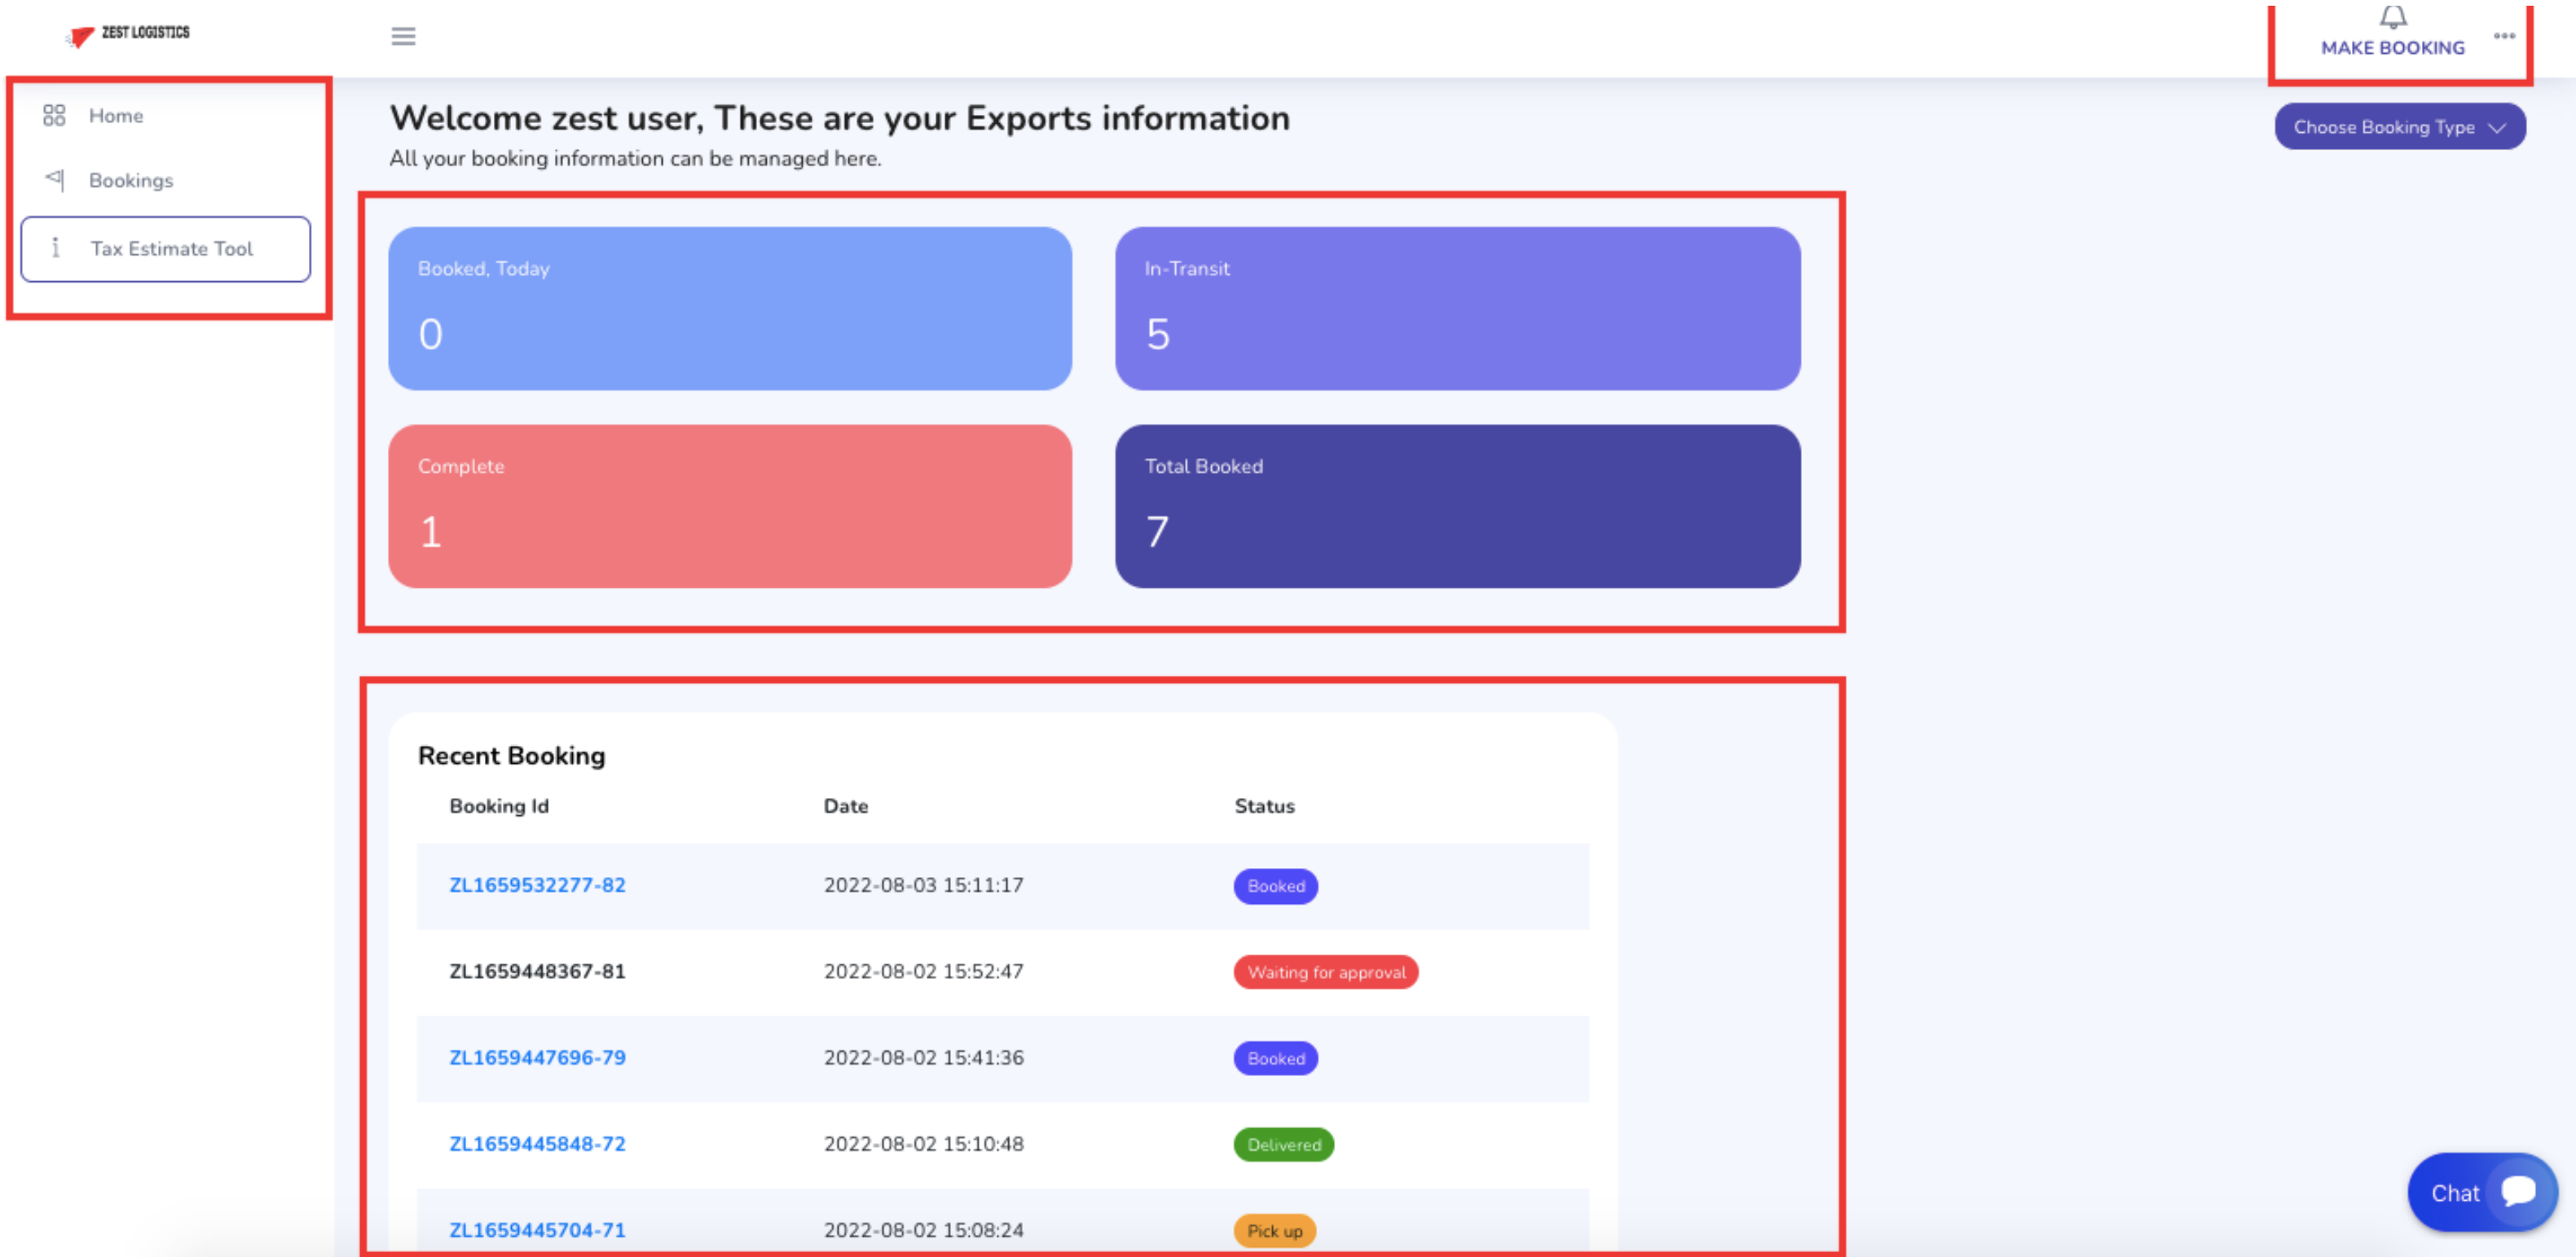 ZEST LOGISTICS
MAKE BOOKING
Home
Bookings
Tax Estimate Tool
Welcome zest user, These are your Exports information
All your booking information can be managed here.
Choose Booking Type
Booked, Today
0
In-Transit
5
Complete
1
Total Booked
7
Recent Booking
Booking Id Date Status
ZL1659532277-82 2022-08-03 15:11:17 Booked
ZL1659448367-81 2022-08-02 15:52:47 Waiting for approval
ZL1659447696-79 2022-08-02 15:41:36 Booked
ZL1659445848-72 2022-08-02 15:10:48 Delivered
ZL1659445704-71 2022-08-02 15:08:24 Pick up
Chat